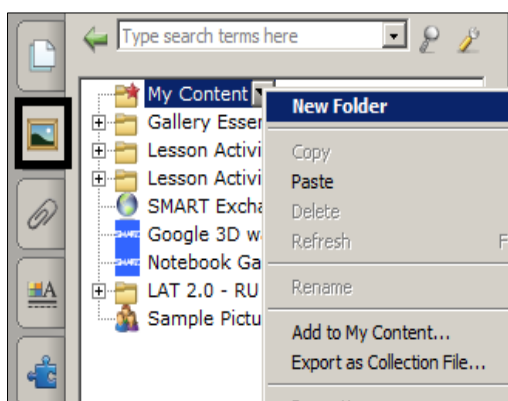 Type search terms here
My Content
Gallery Esser
Lesson Activi
Lesson Activi
SMART Excha
Google 3D w
Notebook Ga
LAT 2.0 - RU
Sample Pictu
New Folder
Copy
Paste
Delete
Refresh F
Rename
Add to My Content...
Export as Collection File...
A